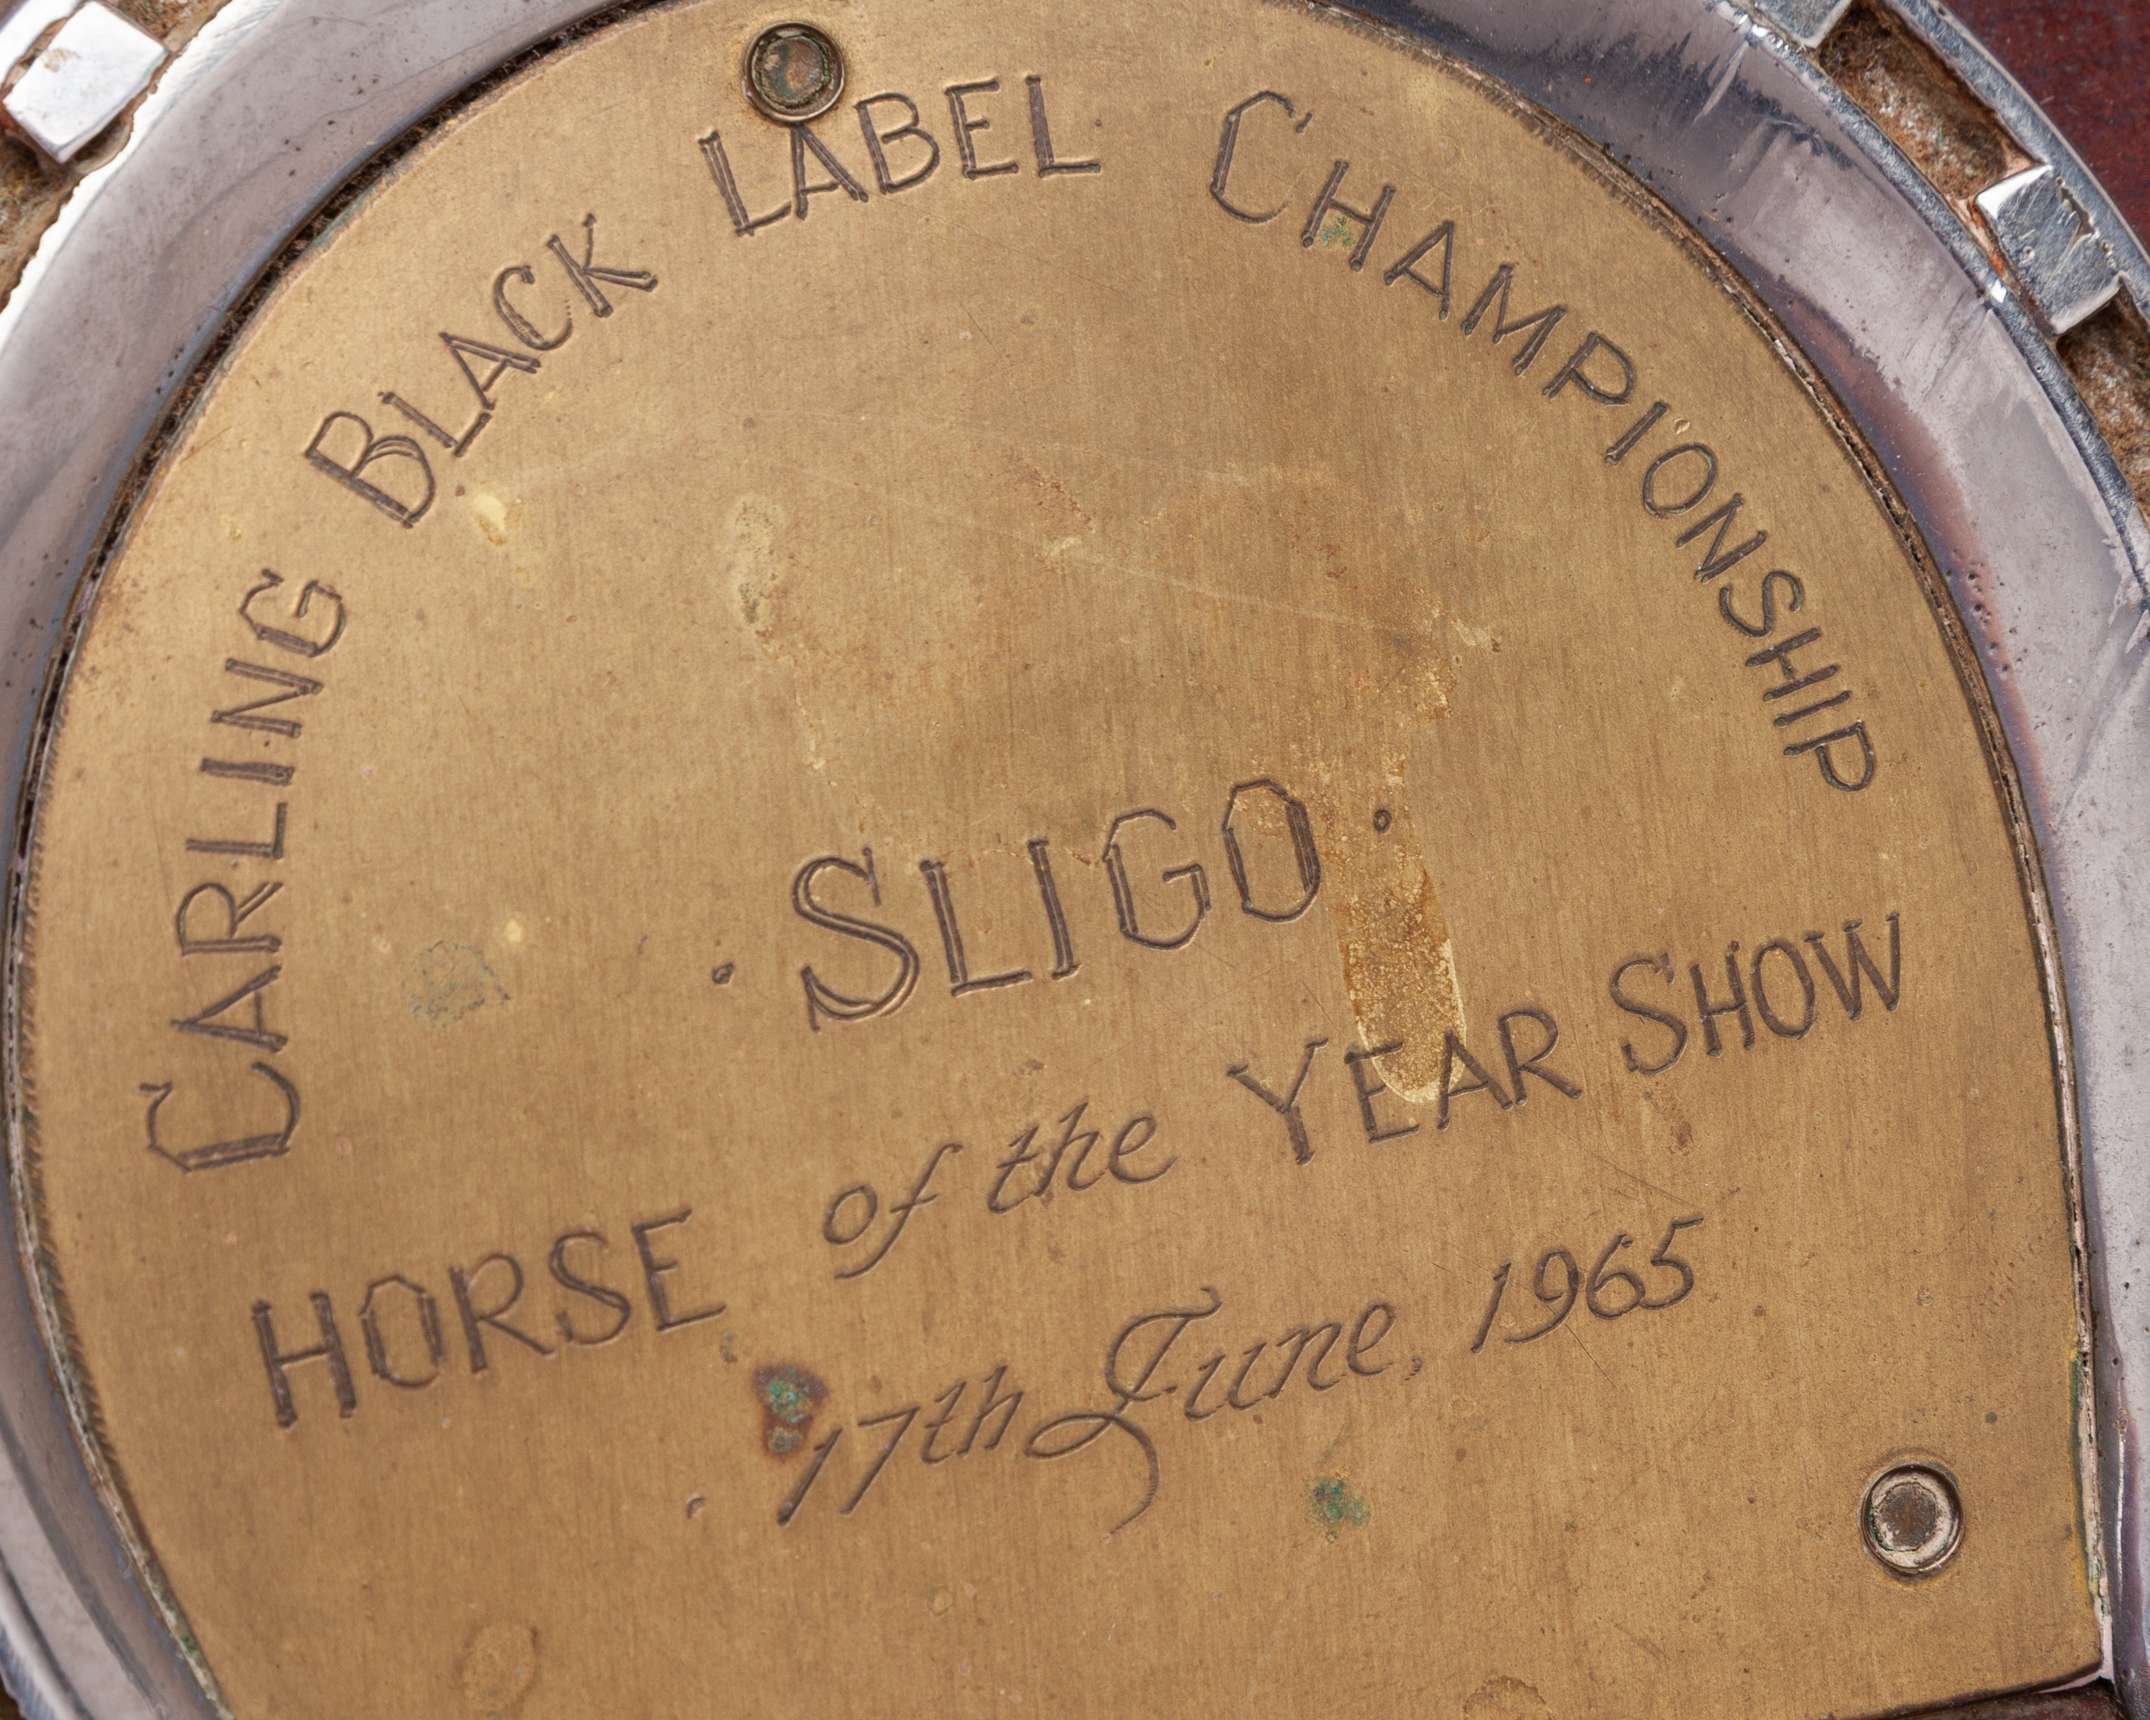 CARLING BLACK LABEL CHAMPIONSHIP
· SLIGO ·
HORSE of the YEAR SHOW
17th June, 1965